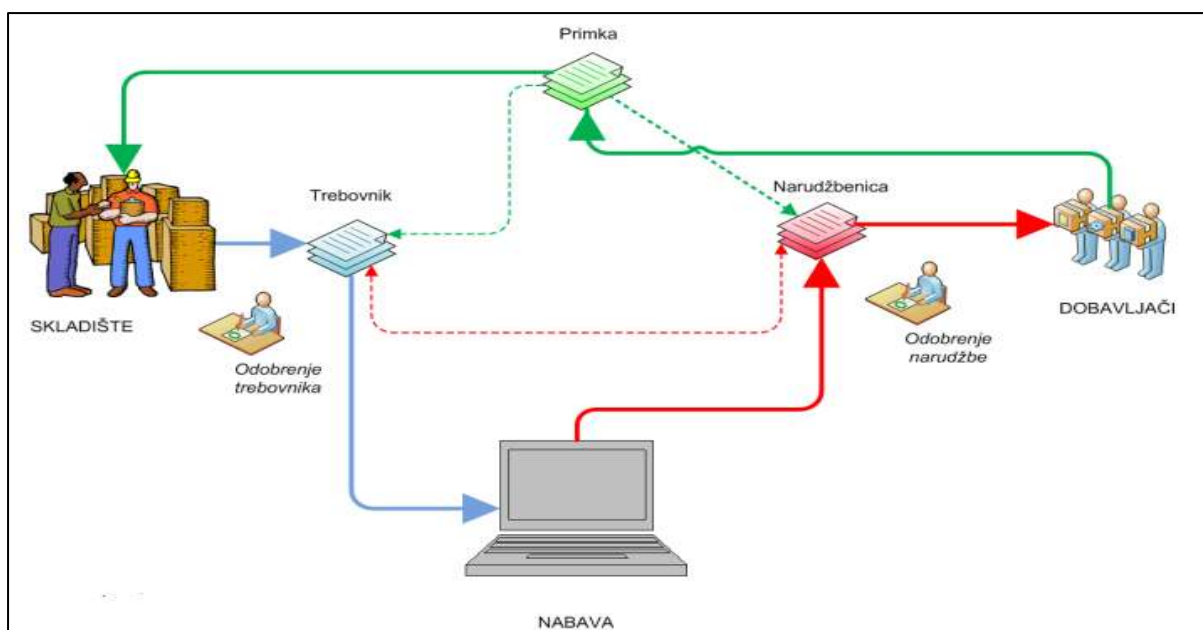 Primka
Trebovnik
Narudžbenica
SKLADIŠTE
DOBAVLJAČI
Odobrenje
trebovnika
Odobrenje
narudžbe
NABAVA